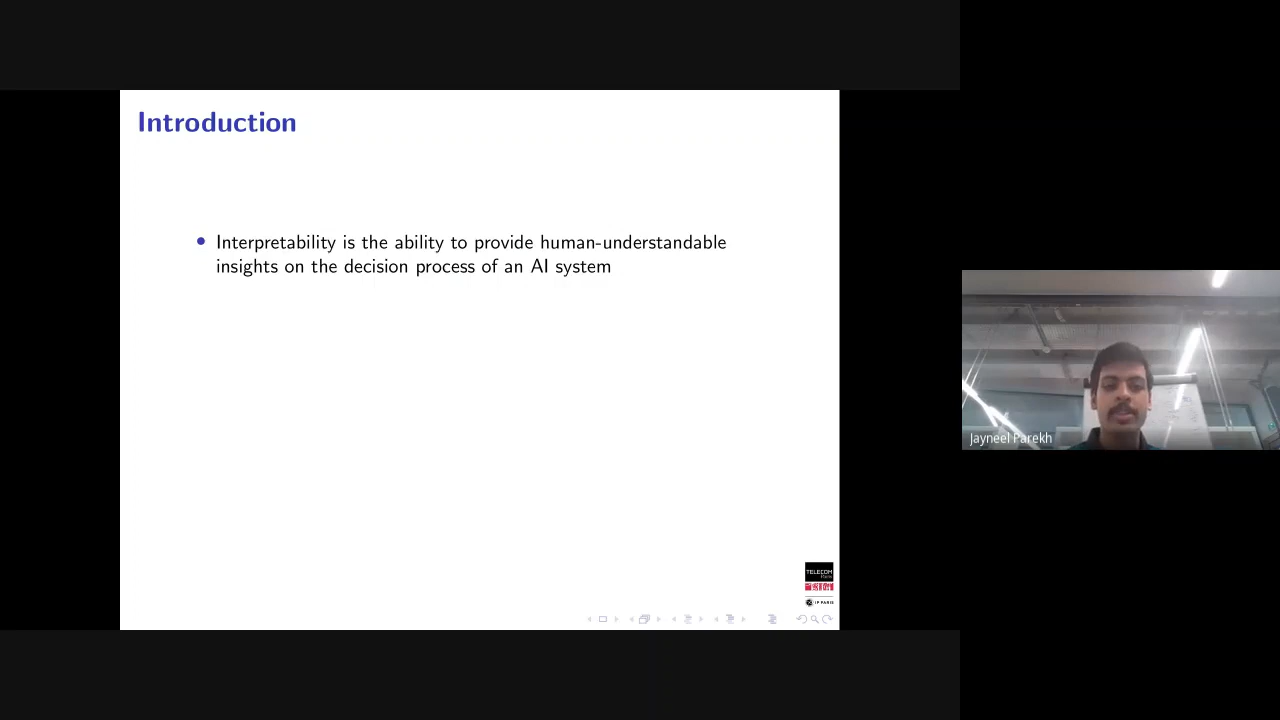 Introduction
• Interpretability is the ability to provide human-understandable
insights on the decision process of an AI system
TELECOM
Paris
IP PARIS
Jayneel Parekh